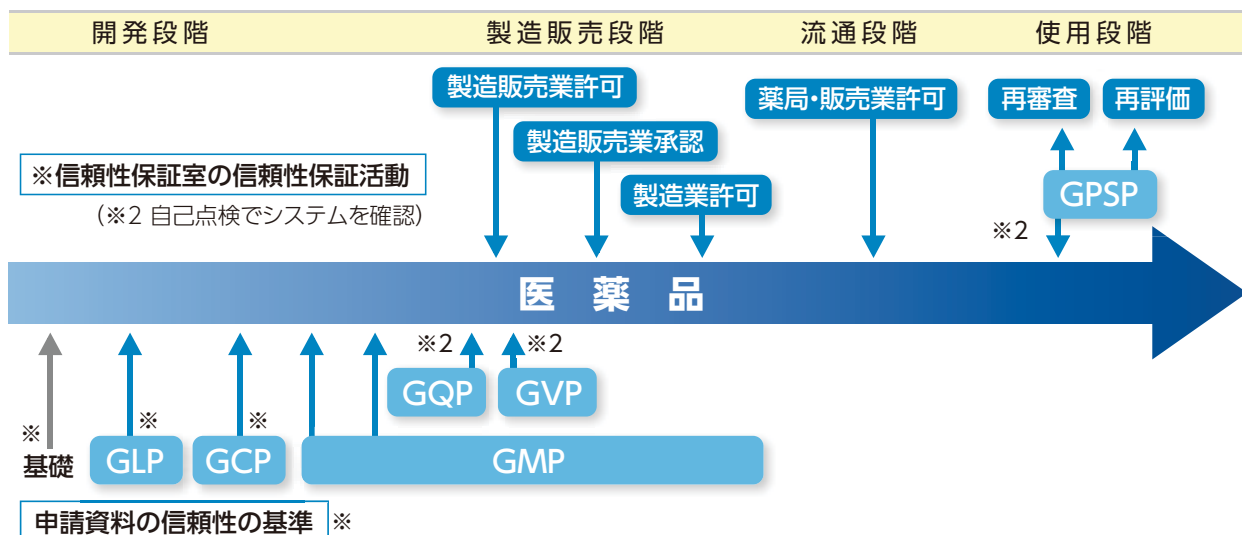 開発段階 製造販売段階 流通段階 使用段階
製造販売業許可 薬局・販売業許可 再審査 再評価
製造販売業承認
※信頼性保証室の信頼性保証活動
製造業許可 GPSP
(※2 自己点検でシステムを確認)
※2
医薬品
※2 ※2
GQP GVP
※ ※ ※
基礎 GLP GCP GMP
申請資料の信頼性の基準 ※